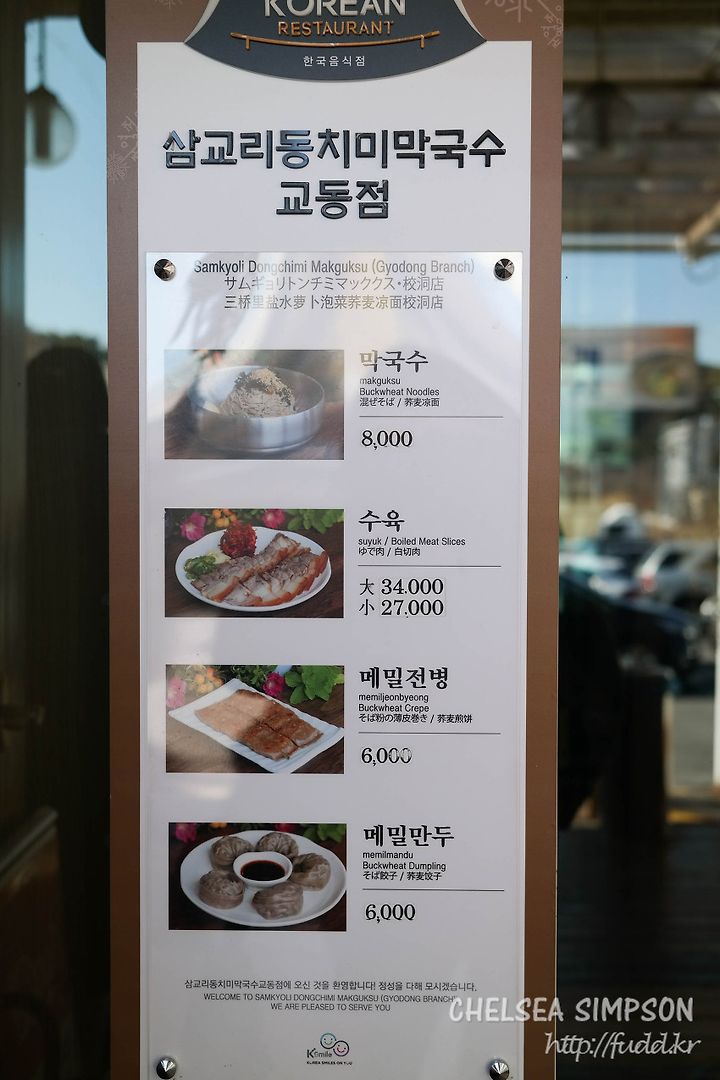 KOREAN
RESTAURANT
한국음식점
삼교리동치미막국수
교동점
Samkyoli Dongchimi Makguksu (Gyodong Branch)
サムギョリトンチミマッククス・校洞店
三桥里盐水萝卜泡菜荞麦凉面校洞店
막국수
makguksu
Buckwheat Noodles
混ぜそば / 荞麦凉面
8,000
수육
suyuk / Boiled Meat Slices
ゆで肉 / 白切肉
大 34.000
小 27,000
메밀전병
memiljeonbyeong
Buckwheat Crepe
そば粉の薄皮巻き / 荞麦煎饼
6,000
메밀만두
memilmandu
Buckwheat Dumpling
そば餃子 / 荞麦饺子
6,000
삼교리동치미막국수교동점에 오신 것을 환영합니다! 정성을 다해 모시겠습니다.
WELCOME TO SAMKYOLI DONGCHIMI MAKGUKSU (GYODONG BRANCH)
WE ARE PLEASED TO SERVE YOU
K smile
KOREA SMILES ON YOU
CHELSEA SIMPSON
http://fudd.kr